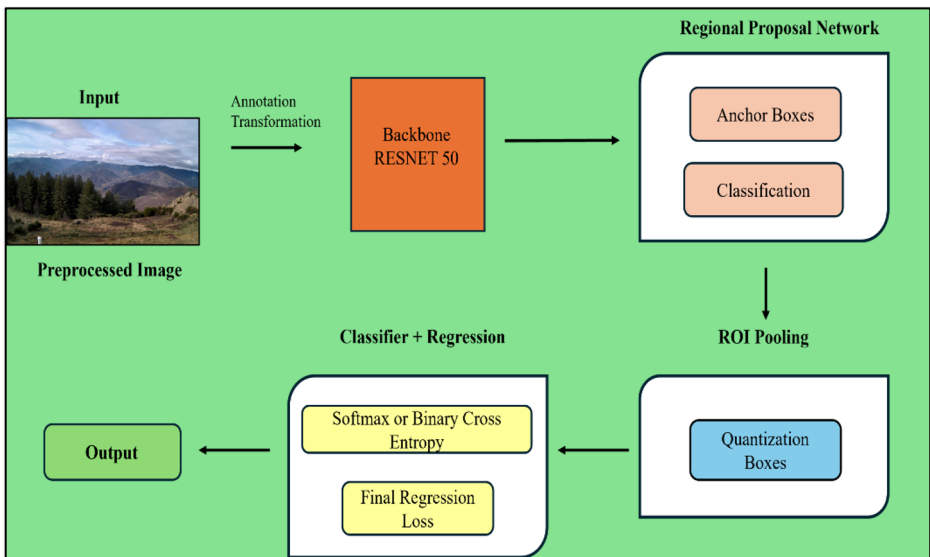 Regional Proposal Network
Input
Annotation
Transformation
Backbone
RESNET 50
Anchor Boxes
Classification
Preprocessed Image
Classifier + Regression
ROI Pooling
Softmax or Binary Cross
Entropy
Final Regression
Loss
Quantization
Boxes
Output